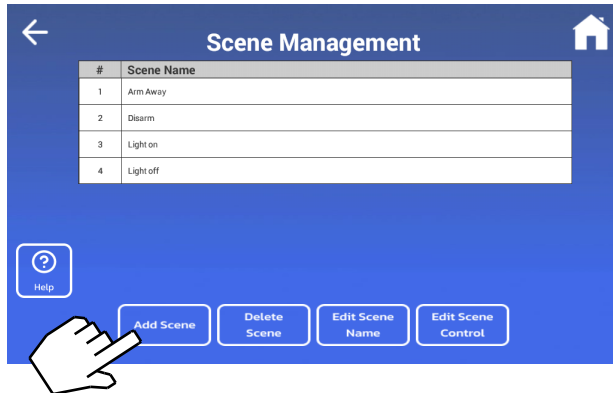 Scene Management
# Scene Name
1 Arm Away
2 Disarm
3 Light on
4 Light off
?
Help
Add Scene
Delete
Scene
Edit Scene
Name
Edit Scene
Control